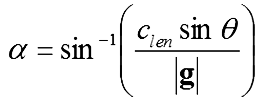 α = sin⁻¹( c_len sin θ / |g| )